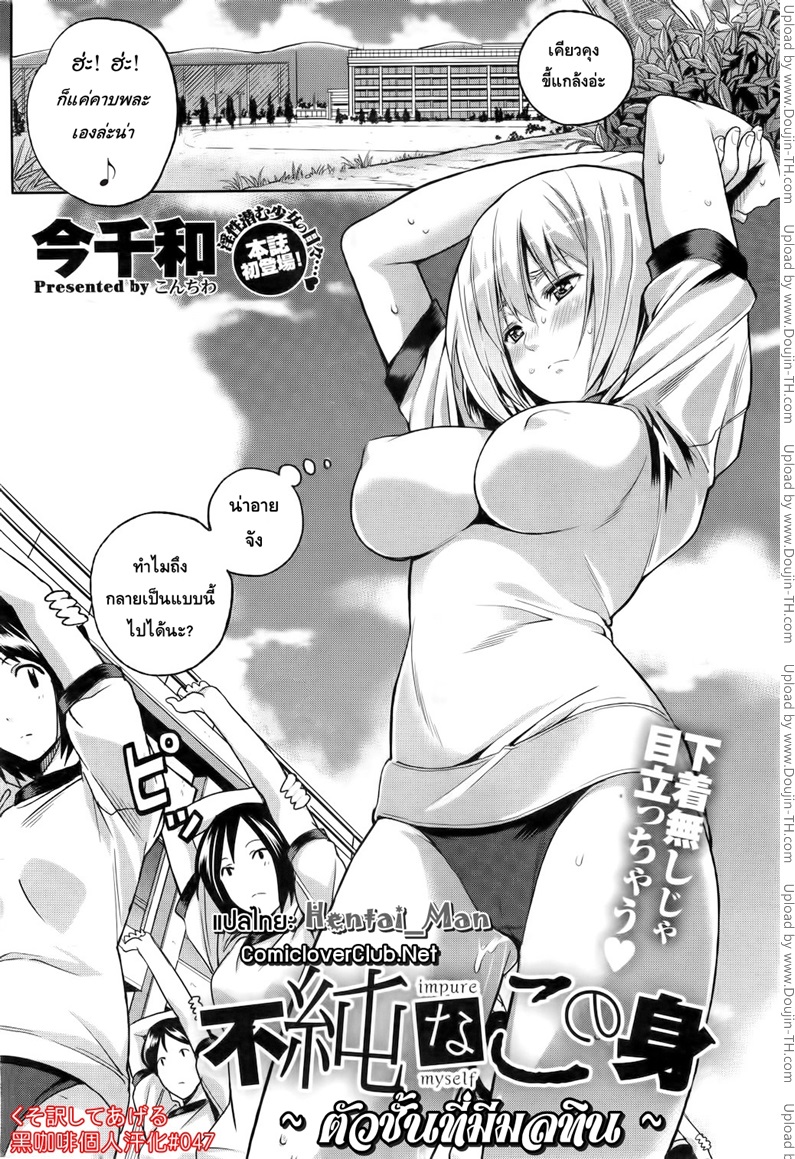 ฮ่ะ! ฮ่ะ!
ก็แค่คาบพละ
เองล่ะน่า
♪
เคียวคุง
ขี้แกล้งอ่ะ
今千和
Presented by こんちわ
淫性潜む少女の日々…♥
本誌
初登場!
น่าอาย
จัง
ทำไมถึง
กลายเป็นแบบนี้
ไปได้นะ?
ピッ
下着無しじゃ
目立っちゃう♥
แปลไทย: Hentai_Man
ComicloverClub.Net
不純なこの身
impure
myself
~ ตัวชั้นที่มีมลทิน ~
くそ訳してあげる
黑咖啡個人汗化#047
Upload by www.Doujin-TH.com
Upload by www.Doujin-TH.com
Upload by www.Doujin-TH.com
Upload by www.Doujin-TH.com
Upload by www.Doujin-TH.com